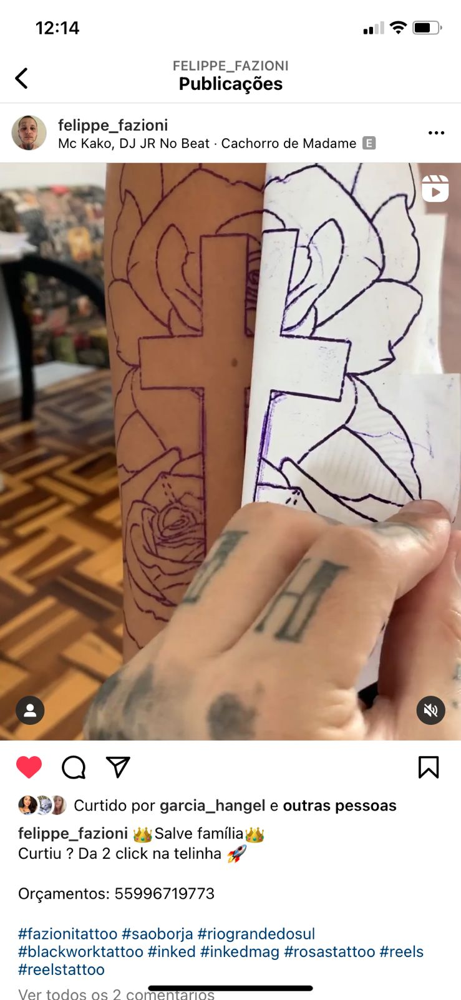 12:14
FELIPPE_FAZIONI
Publicações
felippe_fazioni
Mc Kako, DJ JR No Beat · Cachorro de Madame E
Curtido por garcia_hangel e outras pessoas
felippe_fazioni 👑Salve família👑
Curtiu ? Da 2 click na telinha 🚀
Orçamentos: 55996719773
#fazionitattoo #saoborja #riograndedosul
#blackworktattoo #inked #inkedmag #rosastattoo #reels
#reelstattoo
Ver todos os 2 comentários